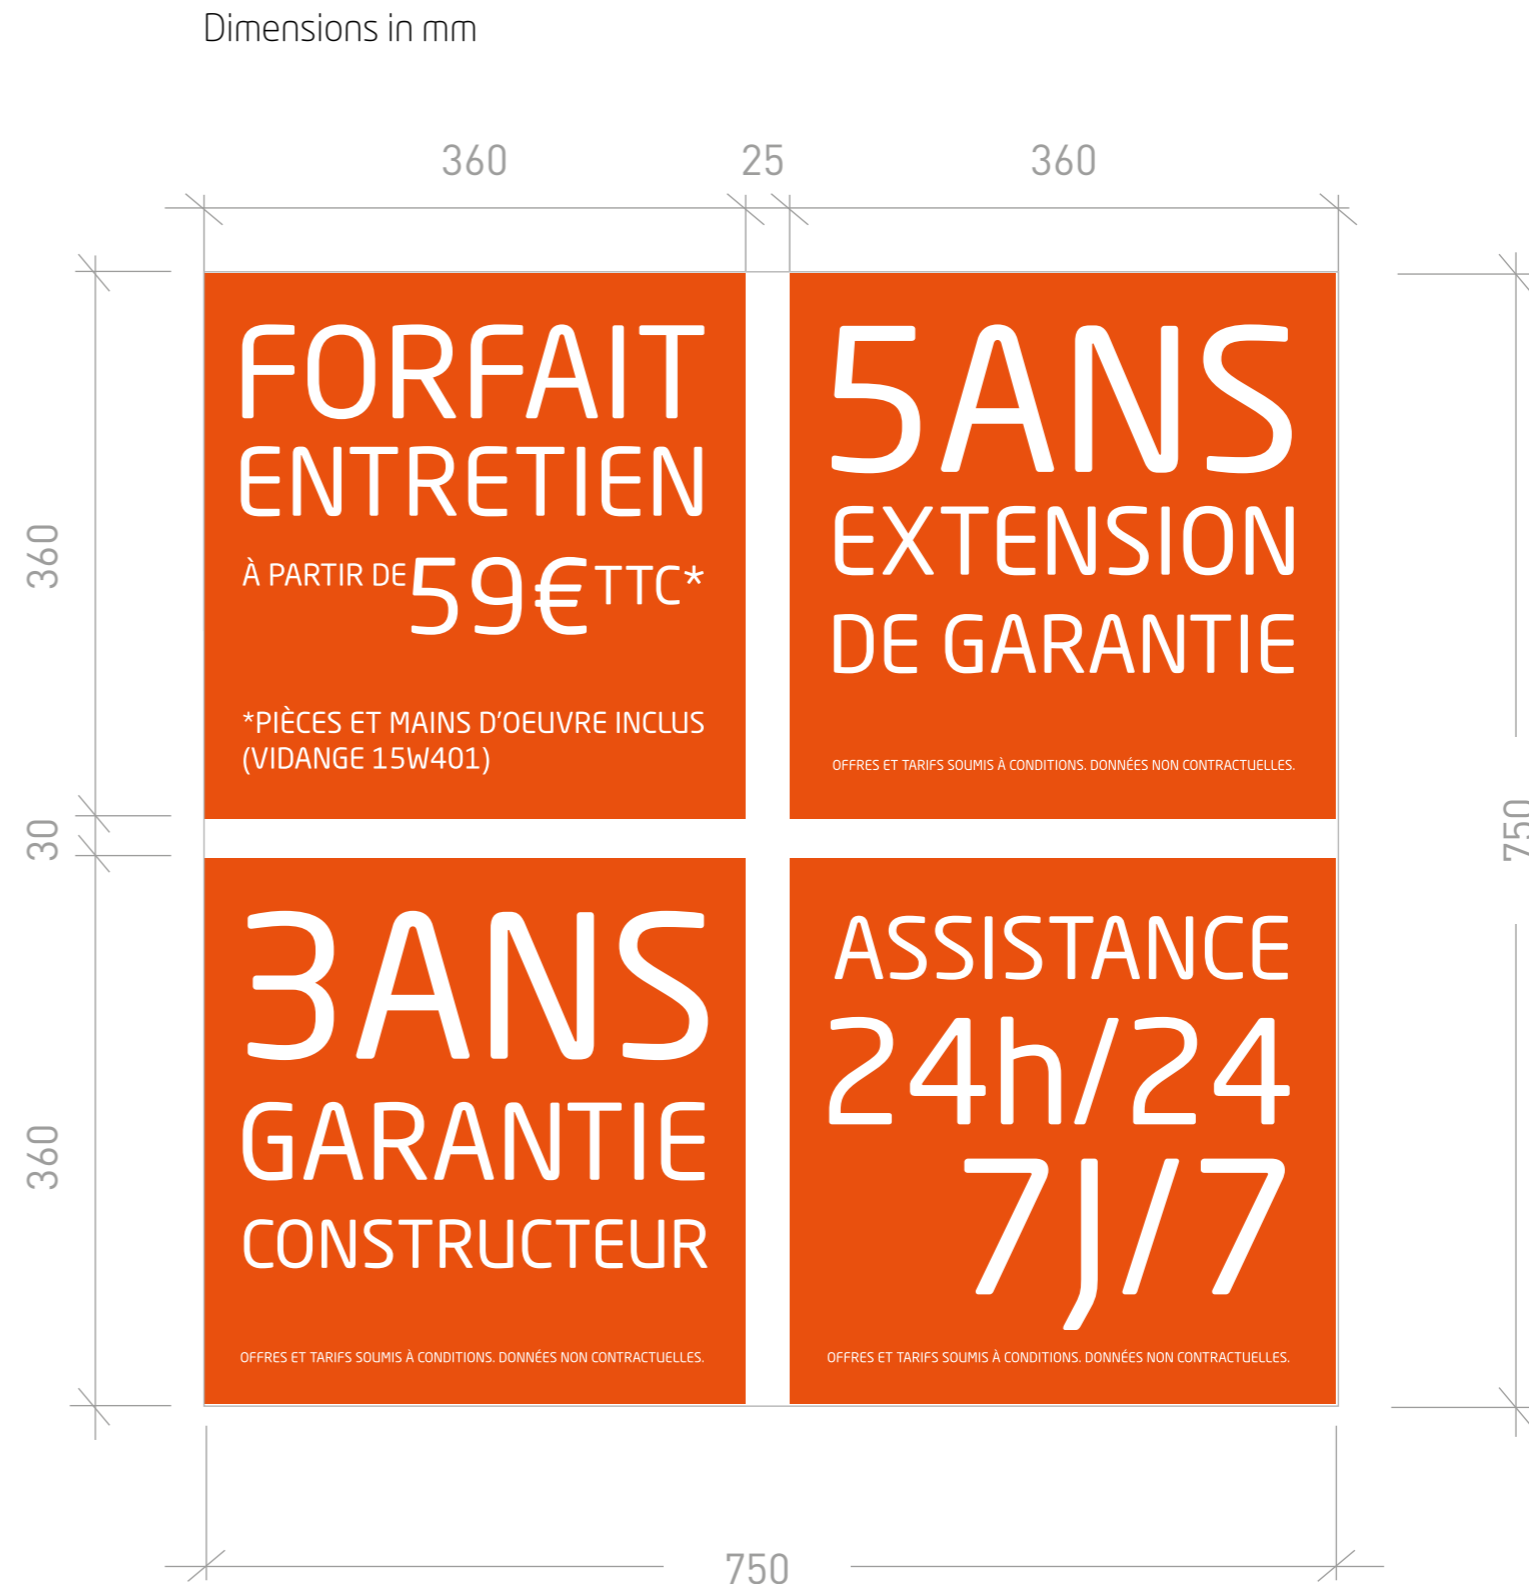 Dimensions in mm
360
25
360
360
FORFAIT
ENTRETIEN
À PARTIR DE 59€ TTC*
*PIÈCES ET MAINS D'OEUVRE INCLUS
(VIDANGE 15W401)
5ANS
EXTENSION
DE GARANTIE
OFFRES ET TARIFS SOUMIS À CONDITIONS. DONNÉES NON CONTRACTUELLES.
30
750
360
3ANS
GARANTIE
CONSTRUCTEUR
OFFRES ET TARIFS SOUMIS À CONDITIONS. DONNÉES NON CONTRACTUELLES.
ASSISTANCE
24h/24
7J/7
OFFRES ET TARIFS SOUMIS À CONDITIONS. DONNÉES NON CONTRACTUELLES.
750